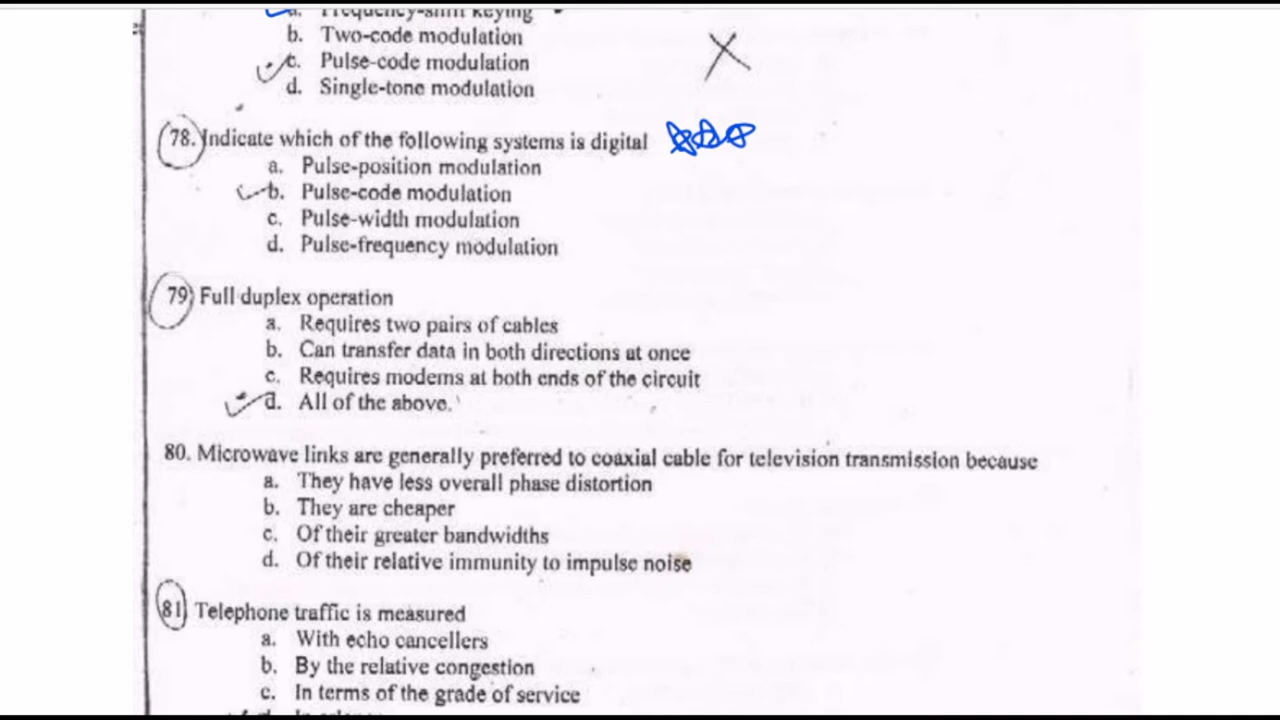 a. Frequency-shift keying
b. Two-code modulation
c. Pulse-code modulation
d. Single-tone modulation
78. Indicate which of the following systems is digital
a. Pulse-position modulation
b. Pulse-code modulation
c. Pulse-width modulation
d. Pulse-frequency modulation
79. Full duplex operation
a. Requires two pairs of cables
b. Can transfer data in both directions at once
c. Requires modems at both ends of the circuit
d. All of the above.
80. Microwave links are generally preferred to coaxial cable for television transmission because
a. They have less overall phase distortion
b. They are cheaper
c. Of their greater bandwidths
d. Of their relative immunity to impulse noise
81. Telephone traffic is measured
a. With echo cancellers
b. By the relative congestion
c. In terms of the grade of service